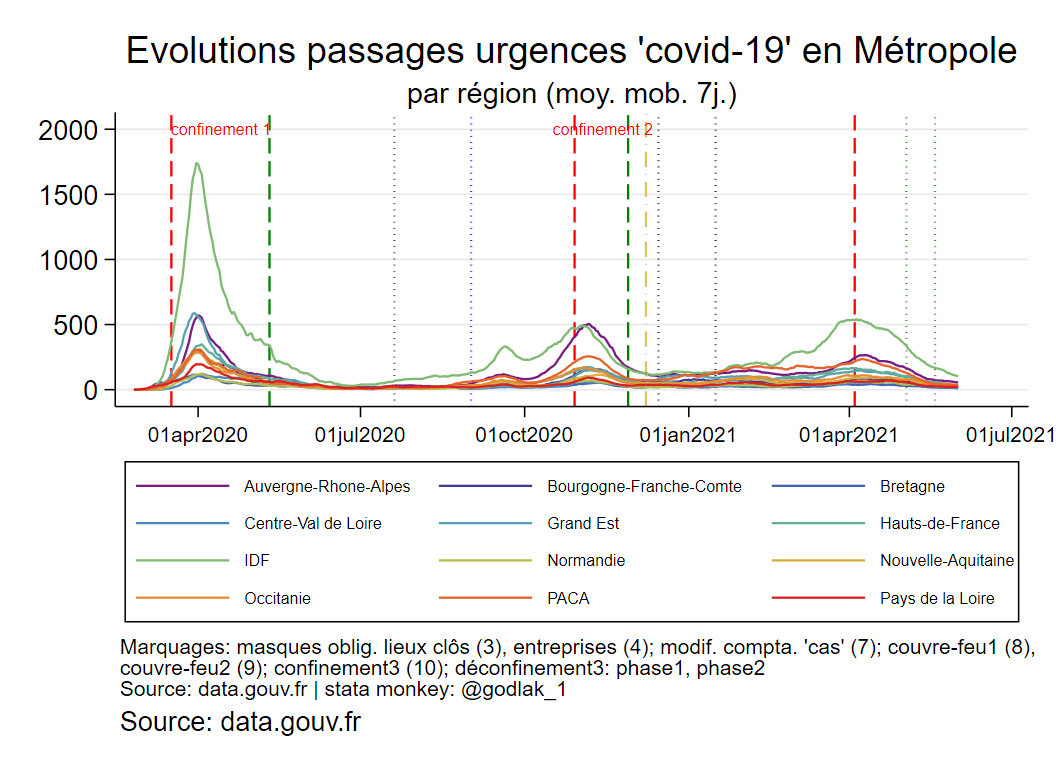 Evolutions passages urgences 'covid-19' en Métropole
par région (moy. mob. 7j.)
2000
confinement 1
confinement 2
1500
1000
500
0
01apr2020 01jul2020 01oct2020 01jan2021 01apr2021 01jul2021
Auvergne-Rhone-Alpes Bourgogne-Franche-Comte Bretagne
Centre-Val de Loire Grand Est Hauts-de-France
IDF Normandie Nouvelle-Aquitaine
Occitanie PACA Pays de la Loire
Marquages: masques oblig. lieux clôs (3), entreprises (4); modif. compta. 'cas' (7); couvre-feu1 (8),
couvre-feu2 (9); confinement3 (10); déconfinement3: phase1, phase2
Source: data.gouv.fr | stata monkey: @godlak_1
Source: data.gouv.fr